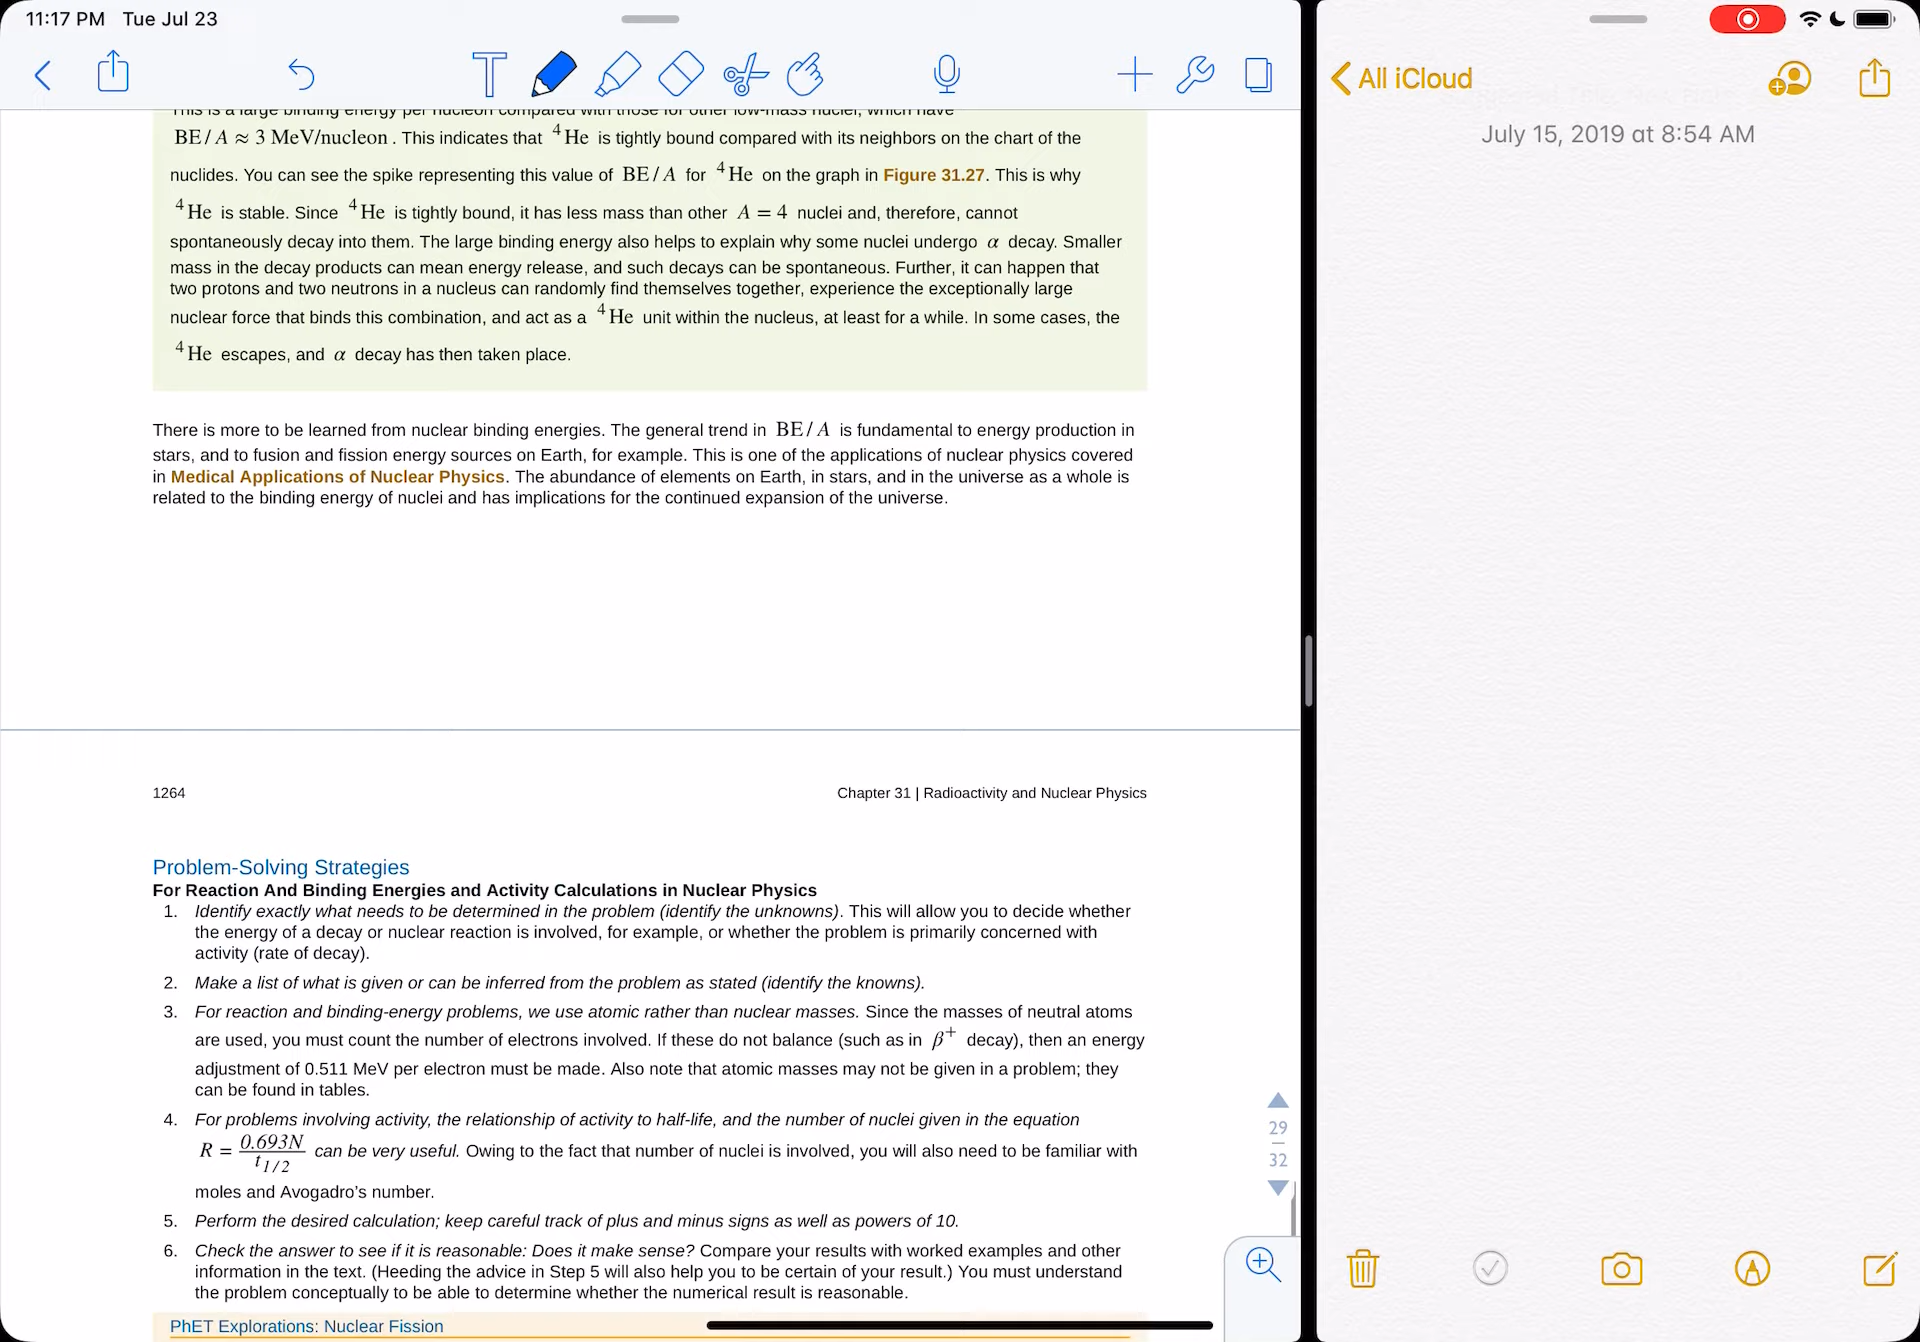 11:17 PM Tue Jul 23
This is a large binding energy per nucleon compared with those for other low-mass nuclei, which have
BE / A ≈ 3 MeV/nucleon . This indicates that ⁴He is tightly bound compared with its neighbors on the chart of the
nuclides. You can see the spike representing this value of BE / A for ⁴He on the graph in Figure 31.27. This is why
⁴He is stable. Since ⁴He is tightly bound, it has less mass than other A = 4 nuclei and, therefore, cannot
spontaneously decay into them. The large binding energy also helps to explain why some nuclei undergo α decay. Smaller
mass in the decay products can mean energy release, and such decays can be spontaneous. Further, it can happen that
two protons and two neutrons in a nucleus can randomly find themselves together, experience the exceptionally large
nuclear force that binds this combination, and act as a ⁴He unit within the nucleus, at least for a while. In some cases, the
⁴He escapes, and α decay has then taken place.
There is more to be learned from nuclear binding energies. The general trend in BE / A is fundamental to energy production in
stars, and to fusion and fission energy sources on Earth, for example. This is one of the applications of nuclear physics covered
in Medical Applications of Nuclear Physics. The abundance of elements on Earth, in stars, and in the universe as a whole is
related to the binding energy of nuclei and has implications for the continued expansion of the universe.
1264 Chapter 31 | Radioactivity and Nuclear Physics
Problem-Solving Strategies
For Reaction And Binding Energies and Activity Calculations in Nuclear Physics
1. Identify exactly what needs to be determined in the problem (identify the unknowns). This will allow you to decide whether
the energy of a decay or nuclear reaction is involved, for example, or whether the problem is primarily concerned with
activity (rate of decay).
2. Make a list of what is given or can be inferred from the problem as stated (identify the knowns).
3. For reaction and binding-energy problems, we use atomic rather than nuclear masses. Since the masses of neutral atoms
are used, you must count the number of electrons involved. If these do not balance (such as in β⁺ decay), then an energy
adjustment of 0.511 MeV per electron must be made. Also note that atomic masses may not be given in a problem; they
can be found in tables.
4. For problems involving activity, the relationship of activity to half-life, and the number of nuclei given in the equation
R = 0.693N / t1/2 can be very useful. Owing to the fact that number of nuclei is involved, you will also need to be familiar with
moles and Avogadro's number.
5. Perform the desired calculation; keep careful track of plus and minus signs as well as powers of 10.
6. Check the answer to see if it is reasonable: Does it make sense? Compare your results with worked examples and other
information in the text. (Heeding the advice in Step 5 will also help you to be certain of your result.) You must understand
the problem conceptually to be able to determine whether the numerical result is reasonable.
PhET Explorations: Nuclear Fission
29
32
All iCloud
July 15, 2019 at 8:54 AM